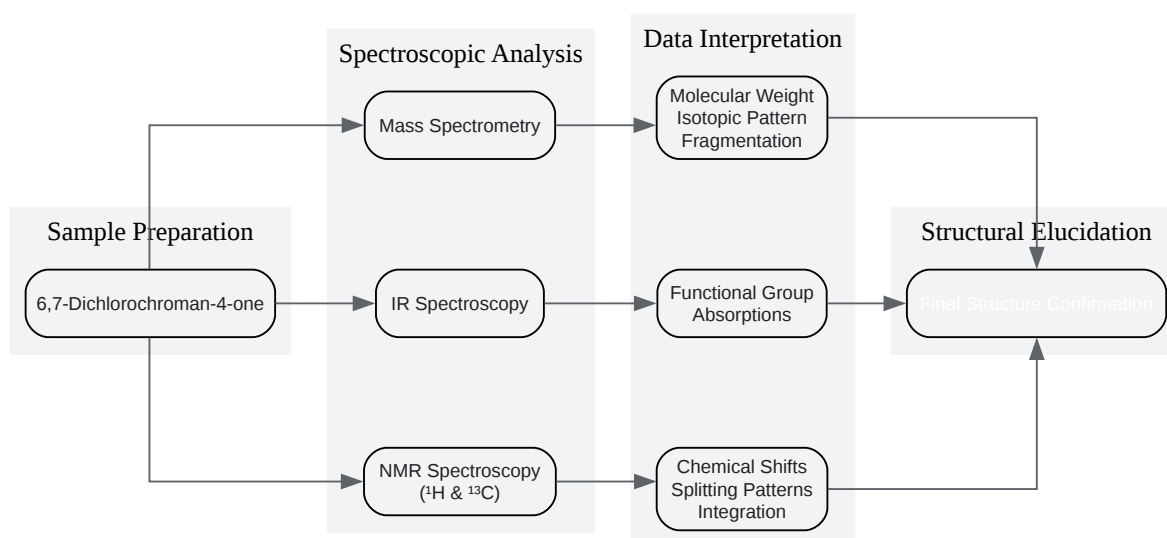 Spectroscopic Analysis
Data Interpretation
Mass Spectrometry
Molecular Weight
Isotopic Pattern
Fragmentation
Sample Preparation
Structural Elucidation
6,7-Dichlorochroman-4-one
IR Spectroscopy
Functional Group
Absorptions
Final Structure Confirmation
NMR Spectroscopy
(¹H & ¹³C)
Chemical Shifts
Splitting Patterns
Integration